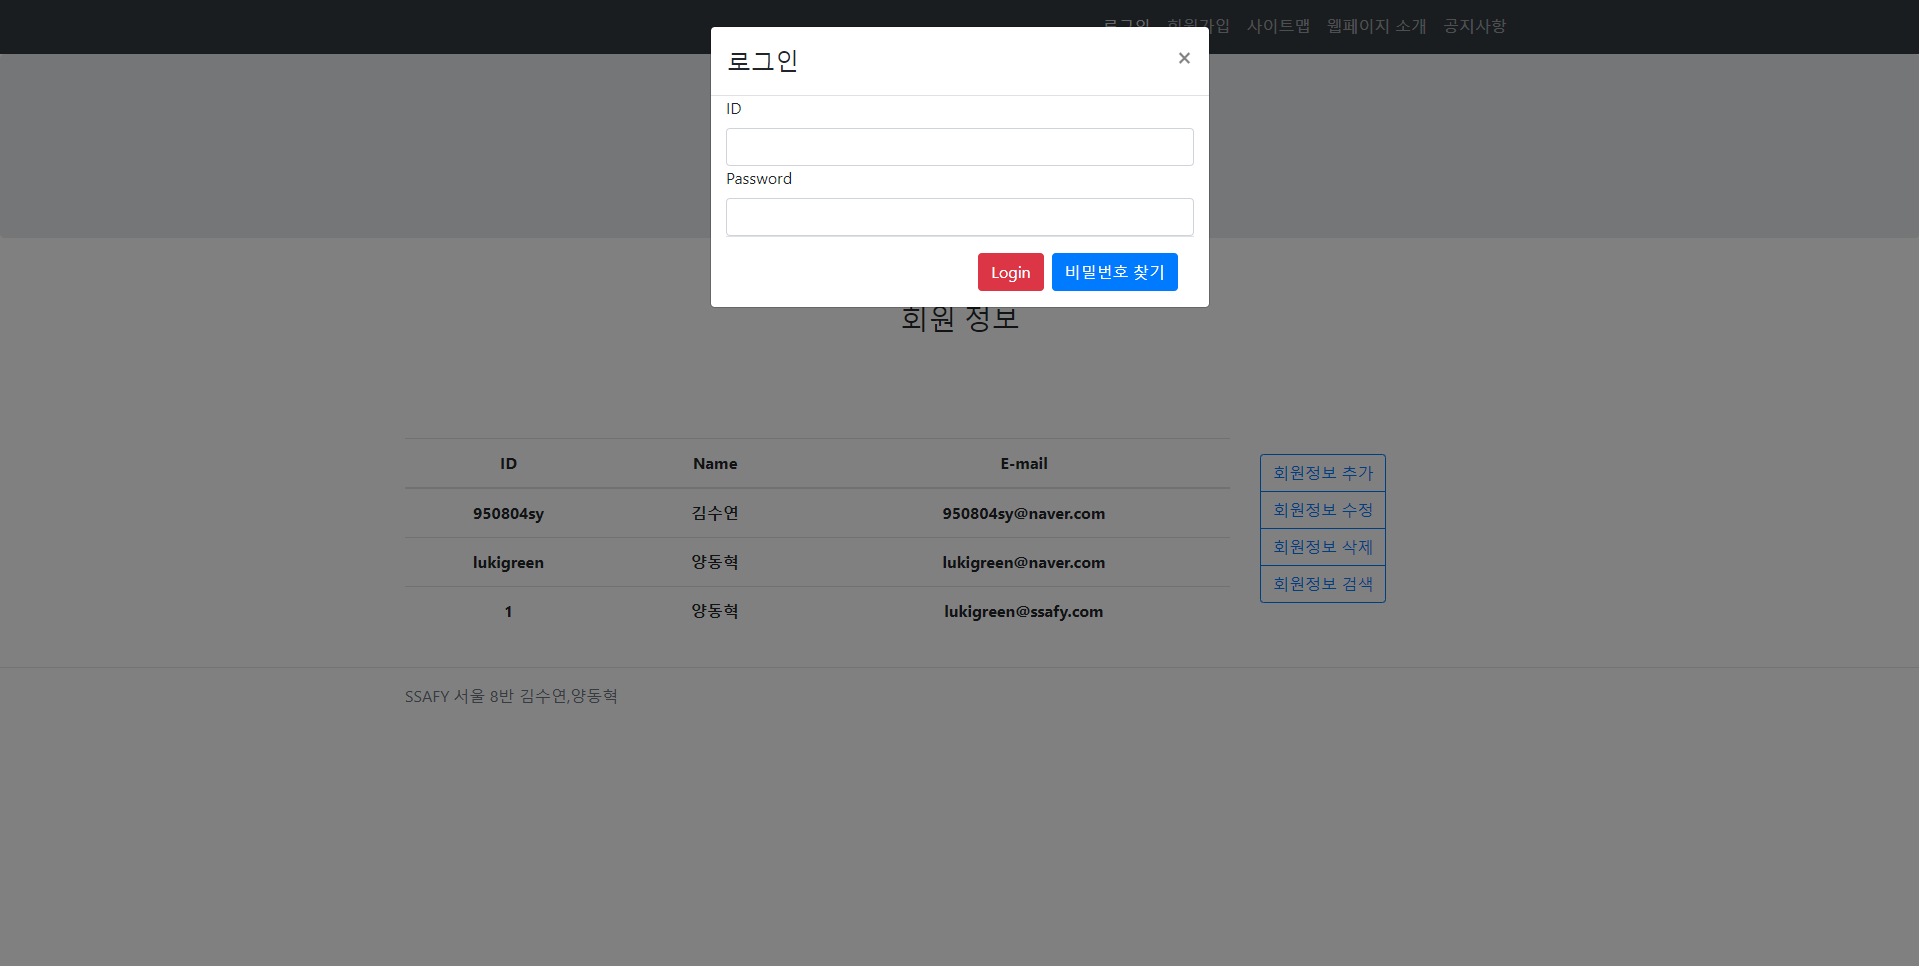 로그인 회원가입 사이트맵 웹페이지 소개 공지사항
로그인 ×
ID
Password
Login 비밀번호 찾기
회원 정보
ID Name E-mail
950804sy 김수연 950804sy@naver.com
lukigreen 양동혁 lukigreen@naver.com
1 양동혁 lukigreen@ssafy.com
회원정보 추가
회원정보 수정
회원정보 삭제
회원정보 검색
SSAFY 서울 8반 김수연,양동혁